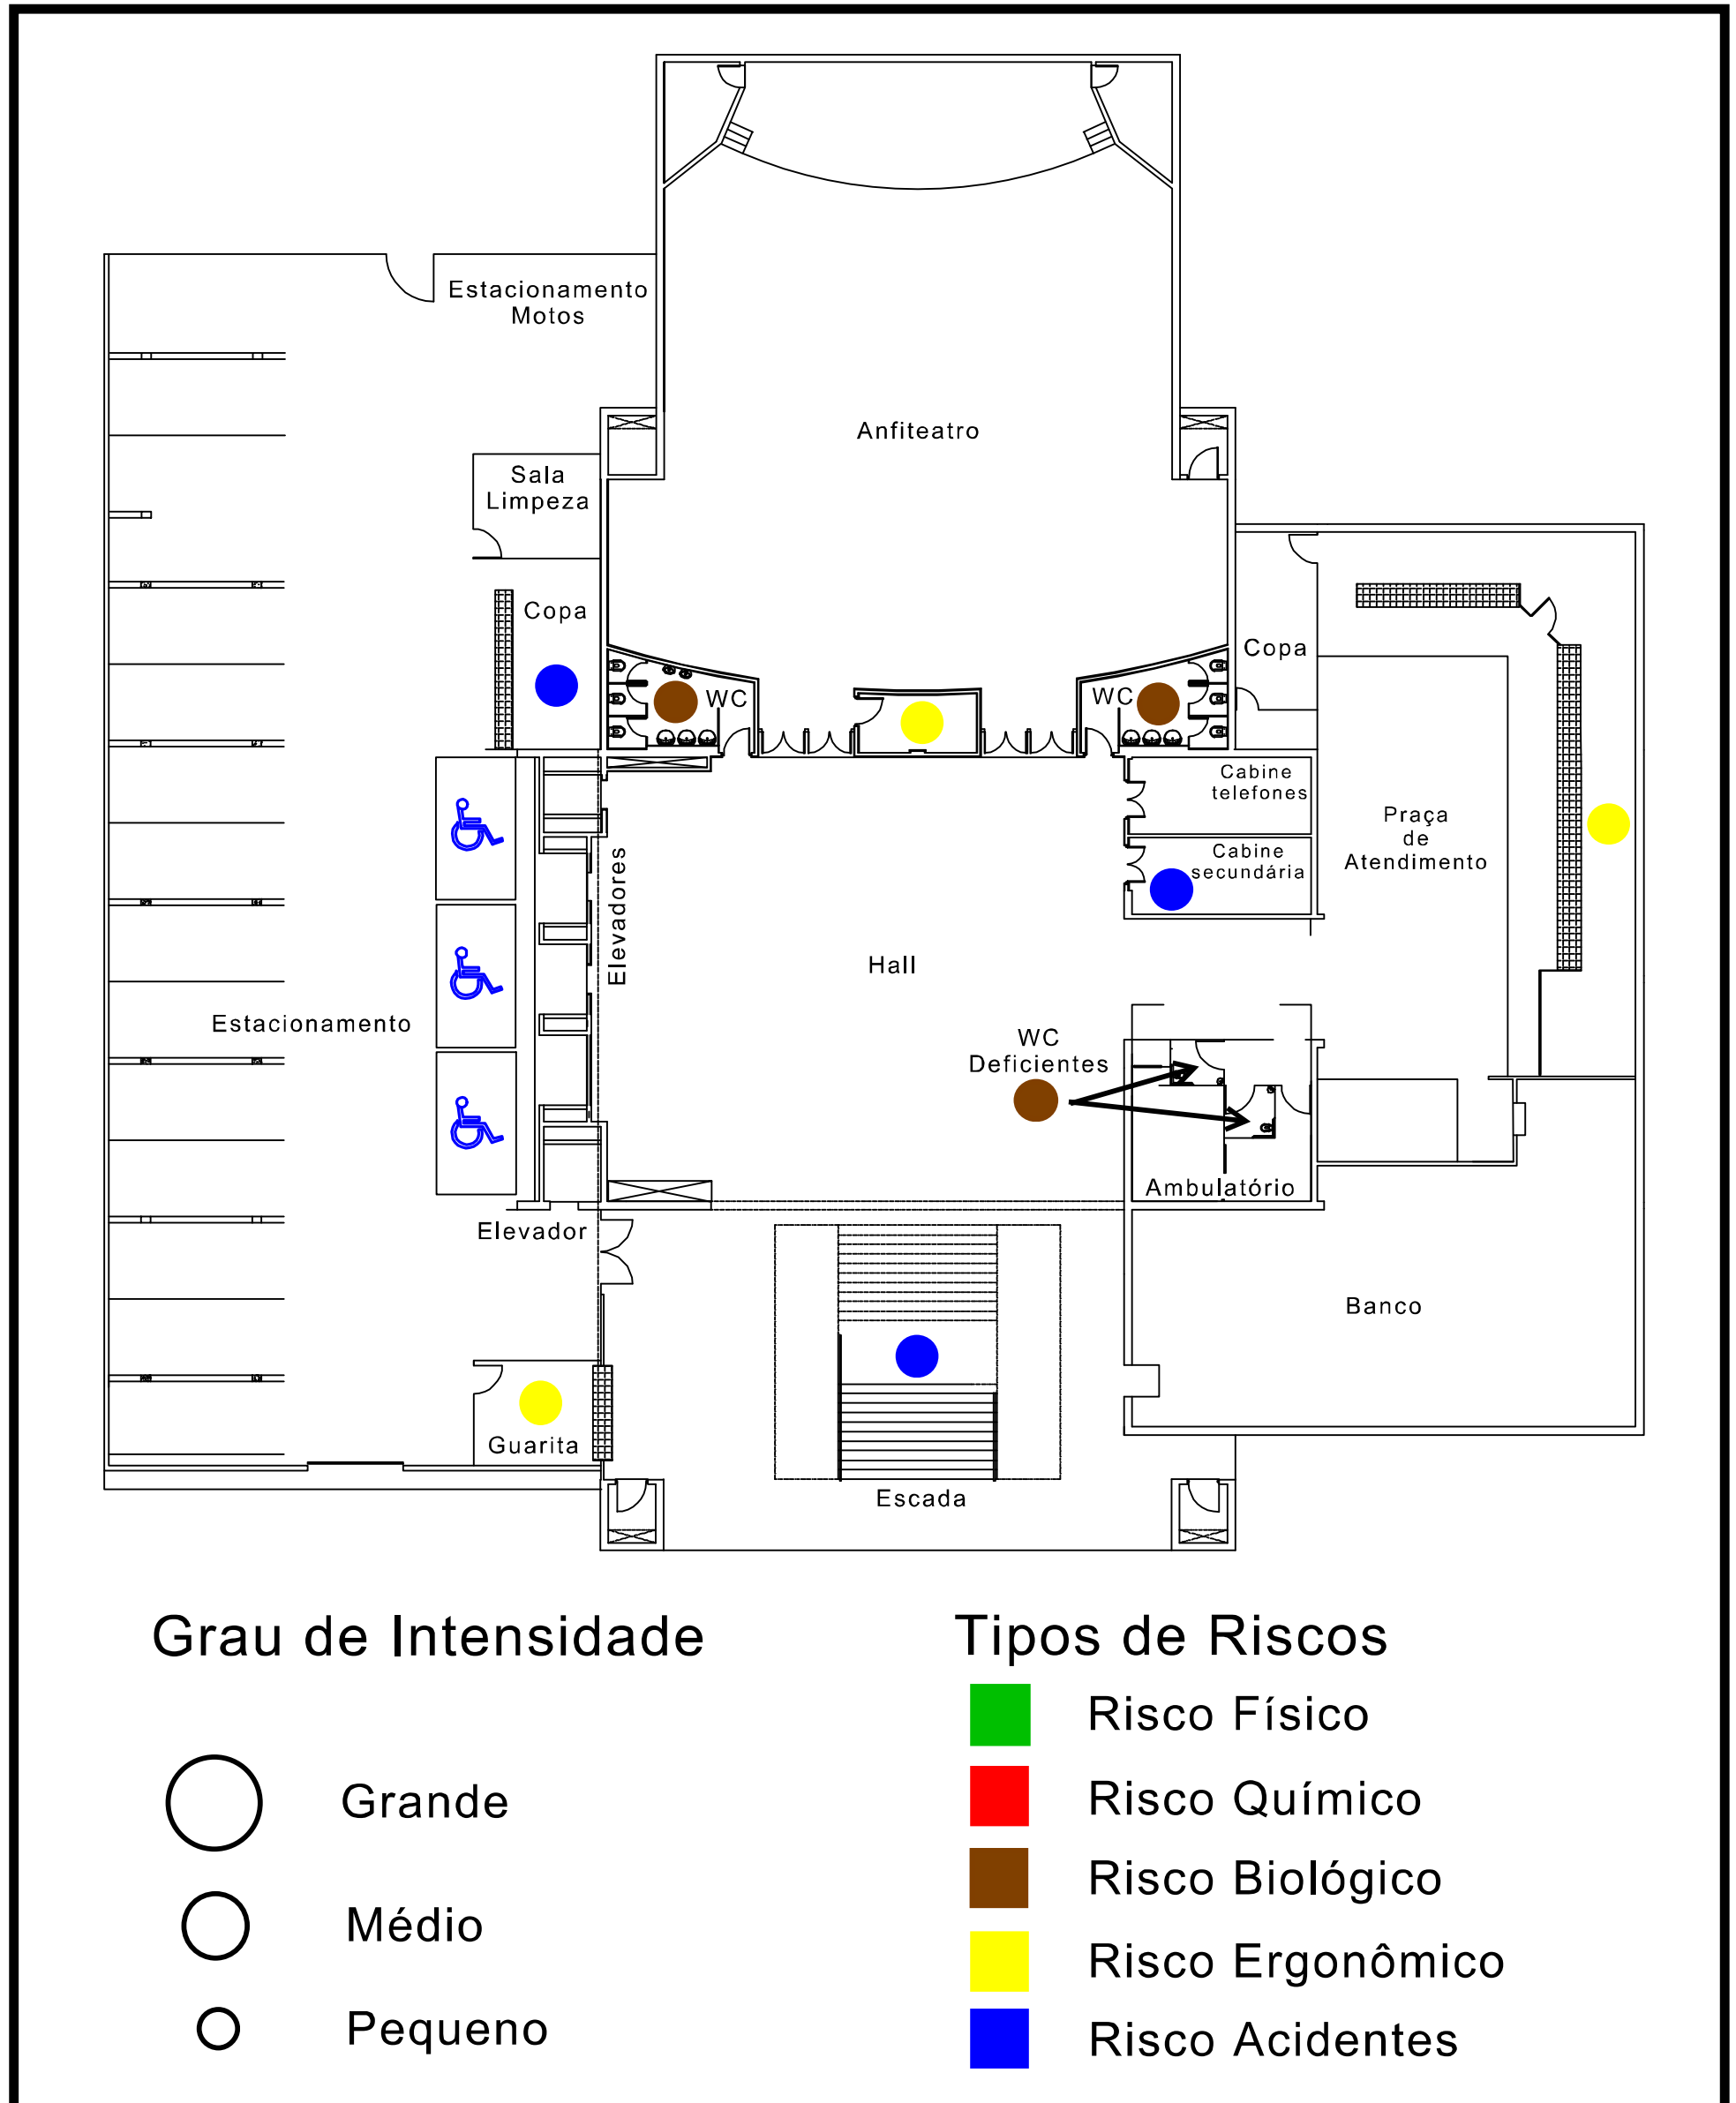 Estacionamento
Motos
Anfiteatro
Sala
Limpeza
Copa
WC
WC
Copa
Cabine
telefones
Cabine
secundária
Praça
de
Atendimento
Elevadores
Hall
Estacionamento
WC
Deficientes
Ambulatório
Elevador
Banco
Guarita
Escada
Grau de Intensidade
Grande
Médio
Pequeno
Tipos de Riscos
Risco Físico
Risco Químico
Risco Biológico
Risco Ergonômico
Risco Acidentes